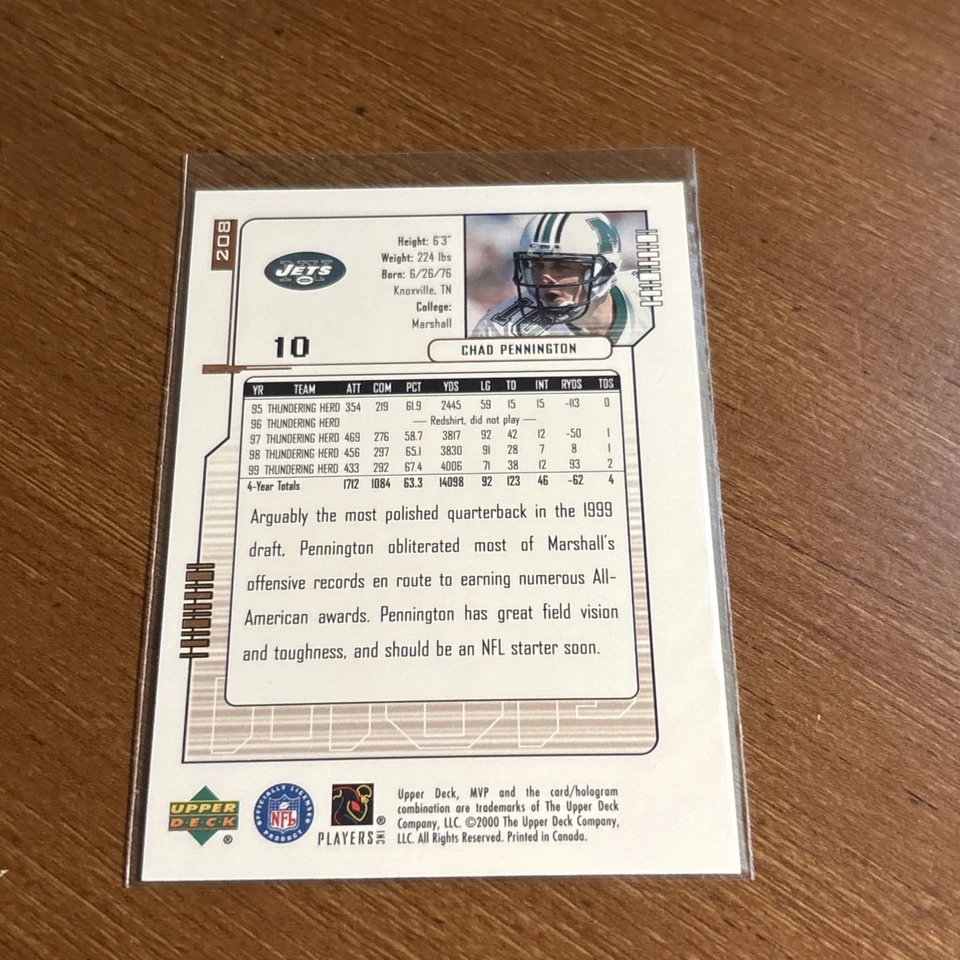 208
JETS
Height: 6'3"
Weight: 224 lbs
Born: 6/26/76
Knoxville, TN
College:
Marshall
10
CHAD PENNINGTON
YR TEAM ATT COM PCT YDS LG TD INT RYDS TDS
95 THUNDERING HERD 354 219 61.9 2445 59 15 15 -113 0
96 THUNDERING HERD — Redshirt, did not play —
97 THUNDERING HERD 469 276 58.7 3817 92 42 12 -50 1
98 THUNDERING HERD 456 297 65.1 3830 91 28 7 8 1
99 THUNDERING HERD 433 292 67.4 4006 71 38 12 93 2
4-Year Totals 1712 1084 63.3 14098 92 123 46 -62 4
Arguably the most polished quarterback in the 1999
draft, Pennington obliterated most of Marshall's
offensive records en route to earning numerous All-
American awards. Pennington has great field vision
and toughness, and should be an NFL starter soon.
UPPER
DECK
®
OFFICIALLY LICENSED
NFL
PRODUCT
PLAYERS INC ®
Upper Deck, MVP and the card/hologram
combination are trademarks of The Upper Deck
Company, LLC. ©2000 The Upper Deck Company,
LLC. All Rights Reserved. Printed in Canada.